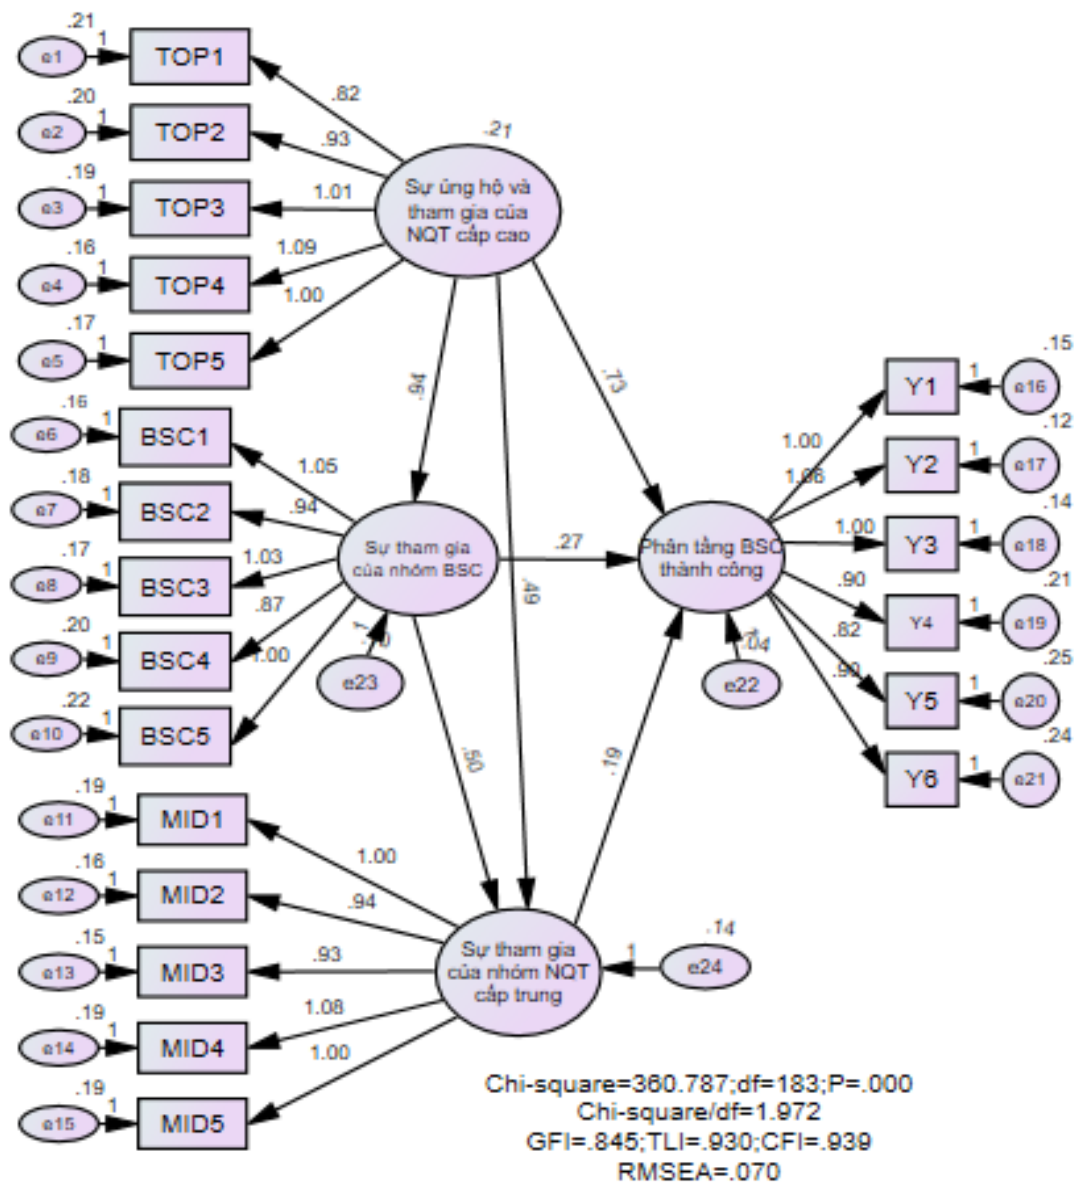 .21
e1
1
TOP1
.82
.20
e2
1
TOP2
.93
.19
e3
1
TOP3
1.01
.16
e4
1
TOP4
1.09
.17
e5
1
TOP5
1.00
.21
Sự ủng hộ và
tham gia của
NQT cấp cao
.94
.49
.73
.16
e6
1
BSC1
1.05
.18
e7
1
BSC2
.94
.17
e8
1
BSC3
1.03
.20
e9
1
BSC4
.87
.22
e10
1
BSC5
1.00
Sự tham gia
của nhóm BSC
.27
e23
1
.50
Phân tầng BSC
thành công
e22
.04
.19
1.00
Y1
1
e16
.15
Y2
1
e17
.12
1.00
Y3
1
e18
.14
.90
Y4
1
e19
.21
.82
Y5
1
e20
.25
Y6
1
e21
.24
.19
e11
1
MID1
1.00
.16
e12
1
MID2
.94
.15
e13
1
MID3
.93
.19
e14
1
MID4
1.08
.19
e15
1
MID5
1.00
Sự tham gia
của nhóm NQT
cấp trung
1
e24
.14
Chi-square=360.787;df=183;P=.000
Chi-square/df=1.972
GFI=.845;TLI=.930;CFI=.939
RMSEA=.070